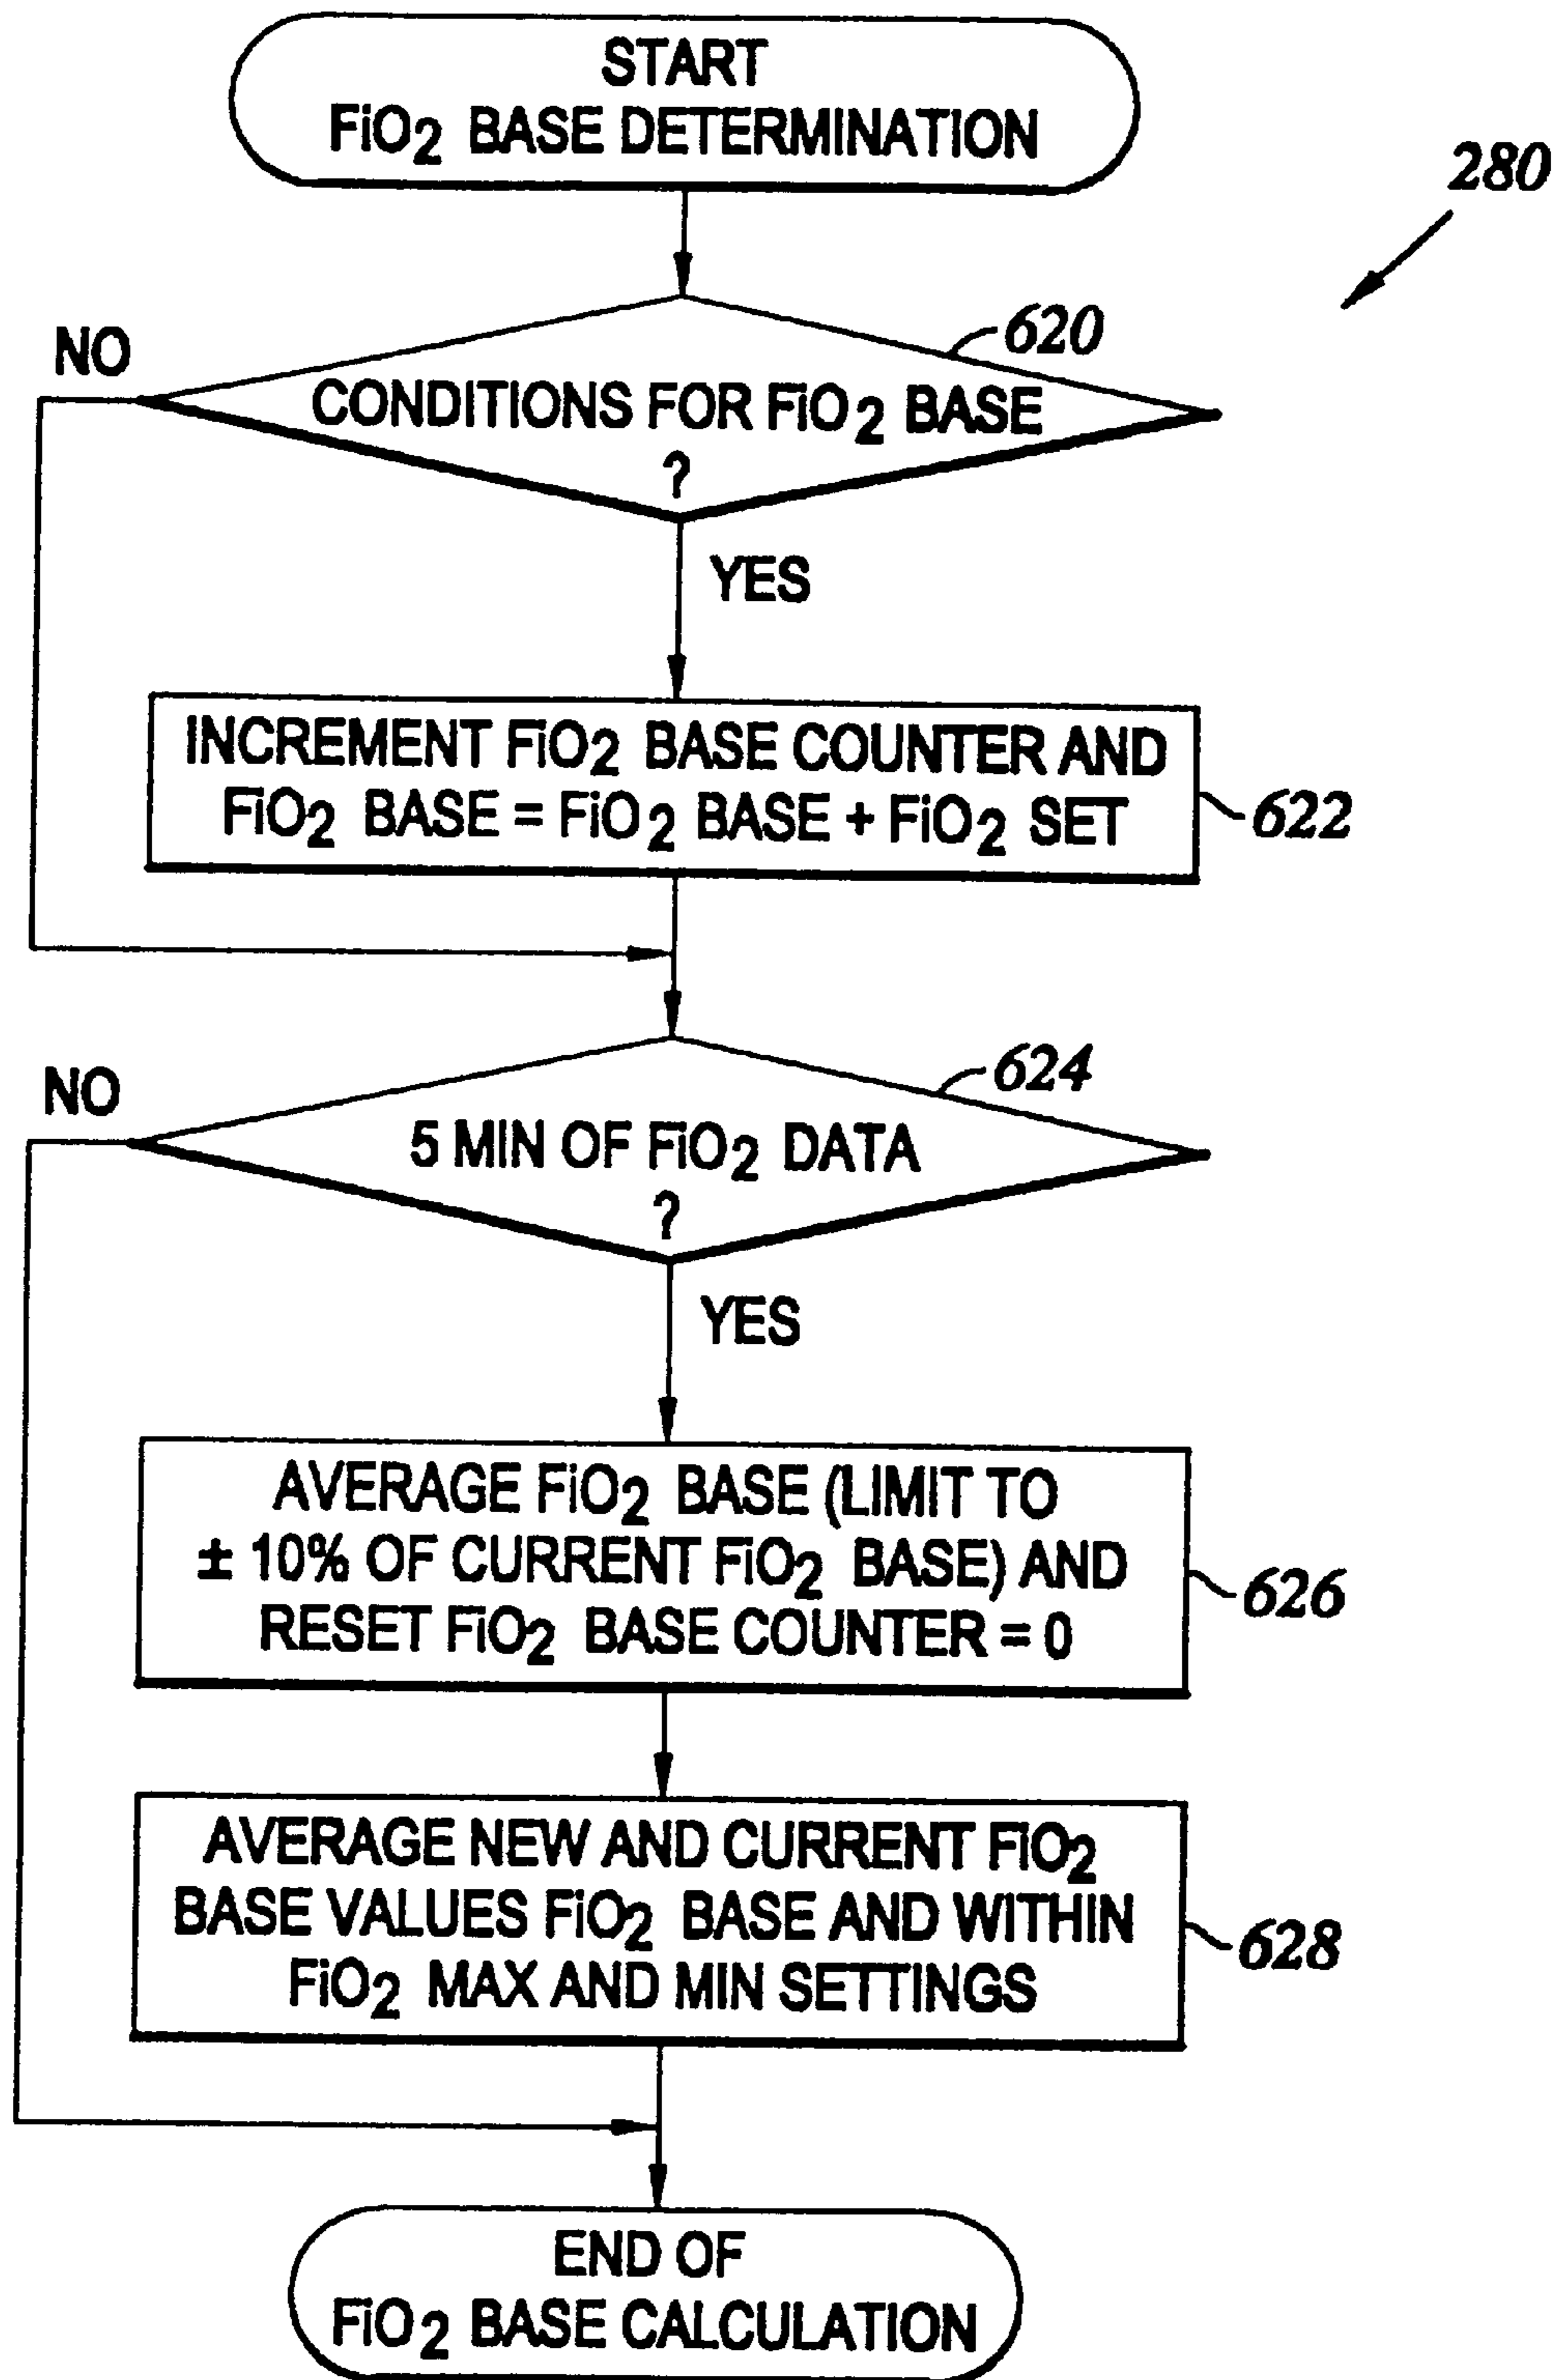 START
FiO2 BASE DETERMINATION
280
620
NO
CONDITIONS FOR FiO2 BASE
?
YES
INCREMENT FiO2 BASE COUNTER AND
FiO2 BASE = FiO2 BASE + FiO2 SET
622
624
NO
5 MIN OF FiO2 DATA
?
YES
AVERAGE FiO2 BASE (LIMIT TO
± 10% OF CURRENT FiO2 BASE) AND
RESET FiO2 BASE COUNTER = 0
626
AVERAGE NEW AND CURRENT FiO2
BASE VALUES FiO2 BASE AND WITHIN
FiO2 MAX AND MIN SETTINGS
628
END OF
FiO2 BASE CALCULATION